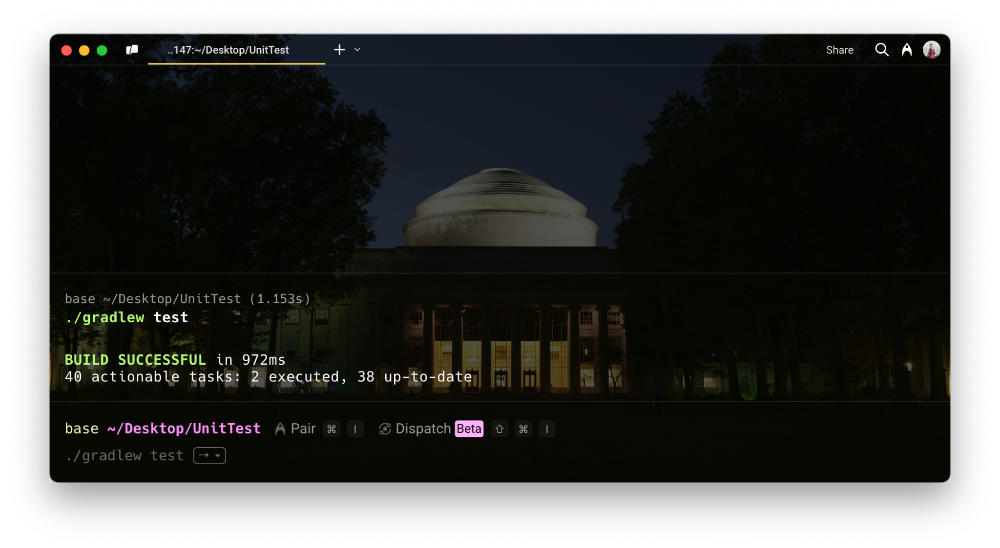 ..147:~/Desktop/UnitTest
Share
MCMXVI
base ~/Desktop/UnitTest (1.153s)
./gradlew test
BUILD SUCCESSFUL in 972ms
40 actionable tasks: 2 executed, 38 up-to-date
base ~/Desktop/UnitTest Pair ⌘ I Dispatch Beta ⇧ ⌘ I
./gradlew test →